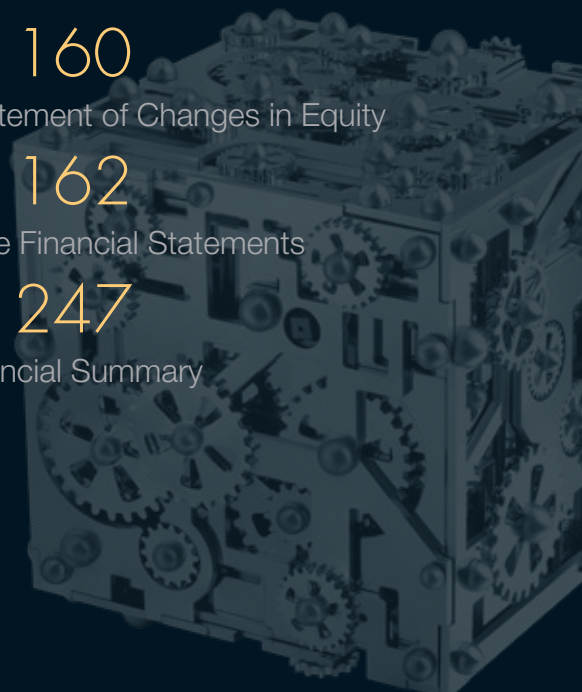 160
tement of Changes in Equity
162
e Financial Statements
247
ncial Summary